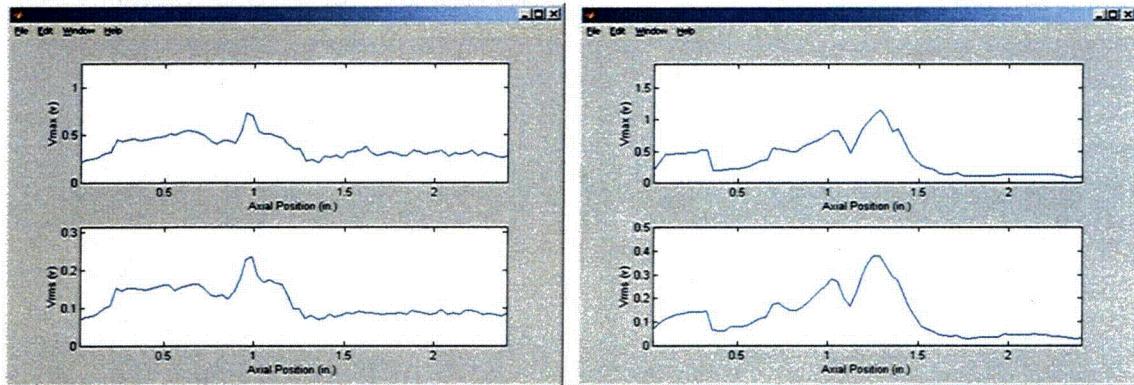 File Edit Window Help
1
0.5
0
Vmax (v)
0.5 1 1.5 2
Axial Position (in.)
0.3
0.2
0.1
0
Vrms (v)
0.5 1 1.5 2
Axial Position (in.)
File Edit Window Help
1.5
1
0.5
0
Vmax (v)
0.5 1 1.5 2
Axial Position (in.)
0.5
0.4
0.3
0.2
0.1
0
Vrms (v)
0.5 1 1.5 2
Axial Position (in.)